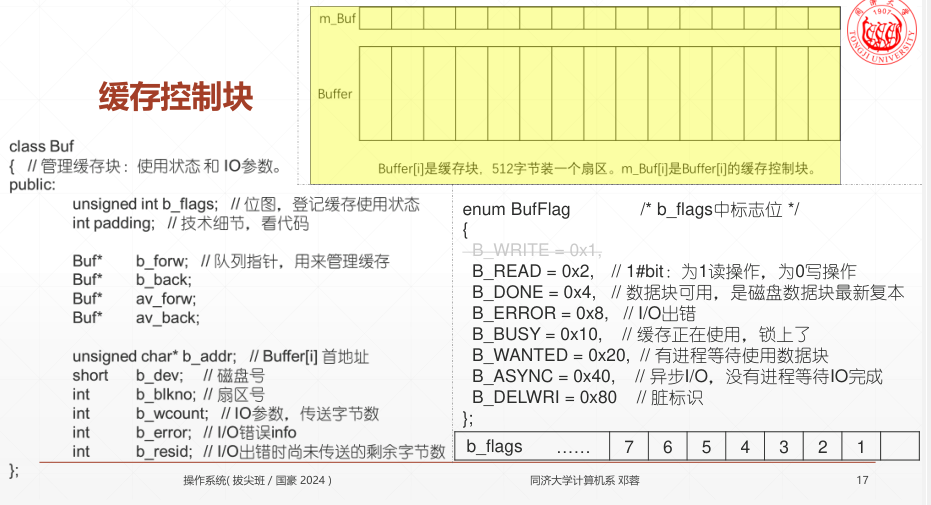 m_Buf
Buffer
Buffer[i]是缓存块，512字节装一个扇区。m_Buf[i]是Buffer[i]的缓存控制块。
同济大学
1907
TONGJI UNIVERSITY
缓存控制块
class Buf
{ // 管理缓存块：使用状态 和 IO参数。
public:
unsigned int b_flags; // 位图，登记缓存使用状态
int padding; // 技术细节，看代码
Buf* b_forw; // 队列指针，用来管理缓存
Buf* b_back;
Buf* av_forw;
Buf* av_back;
unsigned char* b_addr; // Buffer[i] 首地址
short b_dev; // 磁盘号
int b_blkno; // 扇区号
int b_wcount; // IO参数，传送字节数
int b_error; // I/O错误info
int b_resid; // I/O出错时尚未传送的剩余字节数
};
enum BufFlag /* b_flags中标志位 */
{
B_WRITE = 0x1,
B_READ = 0x2, // 1#bit：为1读操作，为0写操作
B_DONE = 0x4, // 数据块可用，是磁盘数据块最新复本
B_ERROR = 0x8, // I/O出错
B_BUSY = 0x10, // 缓存正在使用，锁上了
B_WANTED = 0x20, // 有进程等待使用数据块
B_ASYNC = 0x40, // 异步I/O，没有进程等待IO完成
B_DELWRI = 0x80 // 脏标识
};
b_flags …… 7 6 5 4 3 2 1
操作系统( 拔尖班 / 国豪 2024 ) 同济大学计算机系 邓蓉 17